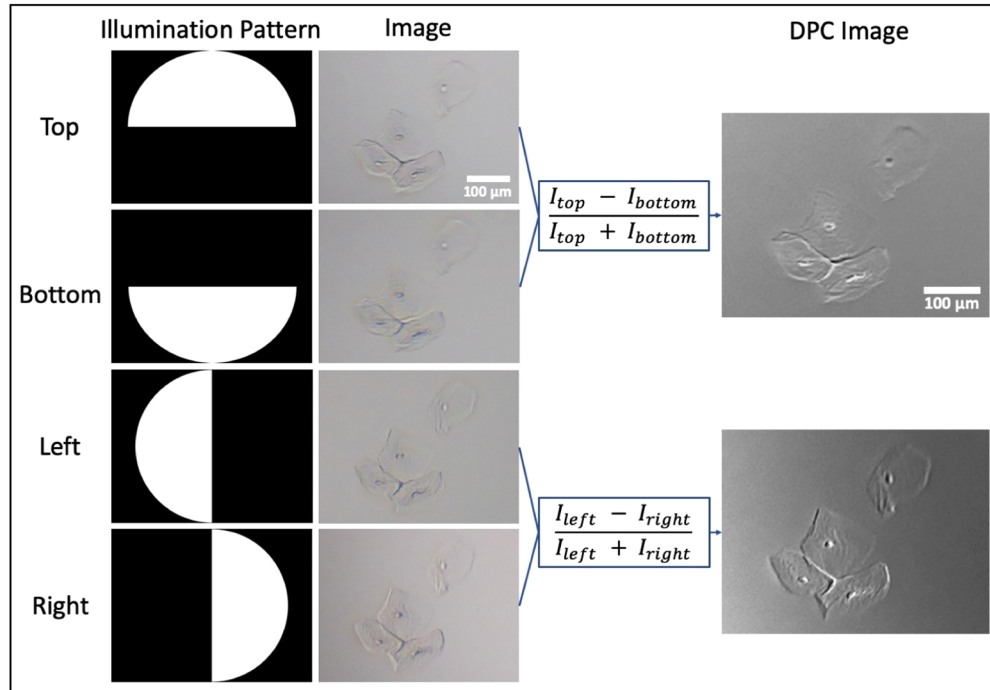 Illumination Pattern
Image
DPC Image
Top
100 μm
I_top − I_bottom
I_top + I_bottom
100 μm
Bottom
Left
I_left − I_right
I_left + I_right
Right